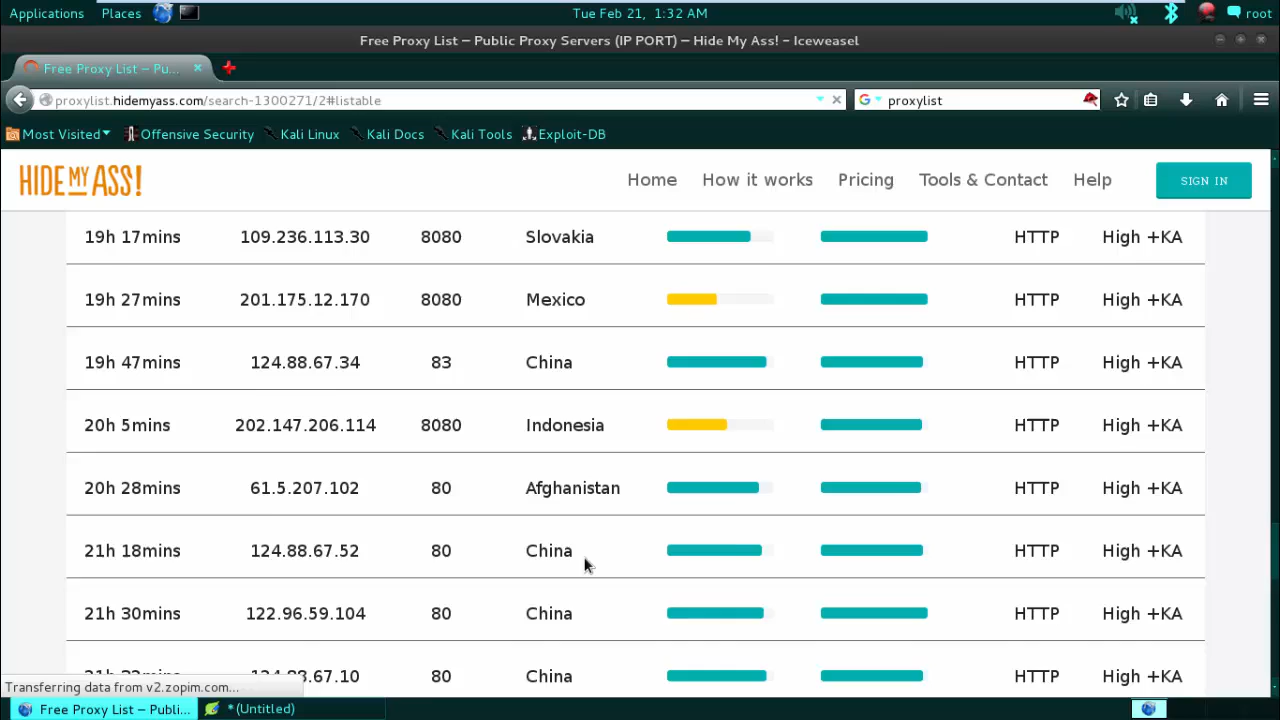 Applications Places Tue Feb 21, 1:32 AM root
Free Proxy List – Public Proxy Servers (IP PORT) – Hide My Ass! - Iceweasel
Free Proxy List – Pu...
proxylist.hidemyass.com/search-1300271/2#listable proxylist
Most Visited Offensive Security Kali Linux Kali Docs Kali Tools Exploit-DB
HIDE MY ASS! Home How it works Pricing Tools & Contact Help SIGN IN
19h 17mins 109.236.113.30 8080 Slovakia HTTP High +KA
19h 27mins 201.175.12.170 8080 Mexico HTTP High +KA
19h 47mins 124.88.67.34 83 China HTTP High +KA
20h 5mins 202.147.206.114 8080 Indonesia HTTP High +KA
20h 28mins 61.5.207.102 80 Afghanistan HTTP High +KA
21h 18mins 124.88.67.52 80 China HTTP High +KA
21h 30mins 122.96.59.104 80 China HTTP High +KA
80 China HTTP High +KA
Transferring data from v2.zopim.com...
Free Proxy List – Publi... *(Untitled)